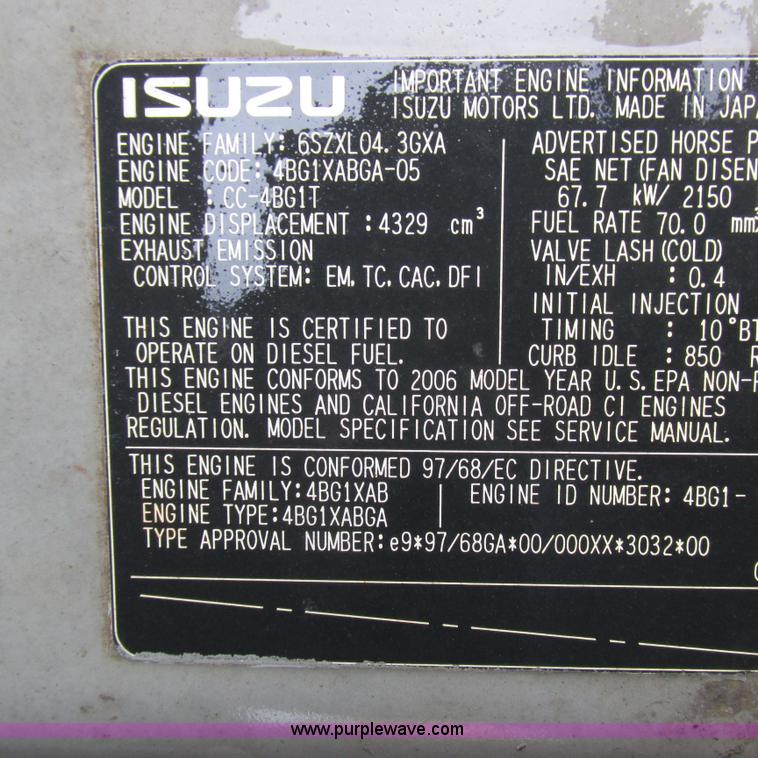 ISUZU
IMPORTANT ENGINE INFORMATION
ISUZU MOTORS LTD. MADE IN JAPA
ENGINE FAMILY: 6SZXL04.3GXA
ENGINE CODE: 4BG1XABGA-05
MODEL : CC-4BG1T
ENGINE DISPLACEMENT :4329 cm³
EXHAUST EMISSION
CONTROL SYSTEM: EM,TC,CAC,DFI
THIS ENGINE IS CERTIFIED TO
OPERATE ON DIESEL FUEL.
ADVERTISED HORSE P
SAE NET(FAN DISEN
67.7 kW/ 2150
FUEL RATE 70.0 mm³
VALVE LASH(COLD)
IN/EXH : 0.4
INITIAL INJECTION
TIMING : 10°BT
CURB IDLE :850 R
THIS ENGINE CONFORMS TO 2006 MODEL YEAR U.S.EPA NON-R
DIESEL ENGINES AND CALIFORNIA OFF-ROAD CI ENGINES
REGULATION. MODEL SPECIFICATION SEE SERVICE MANUAL.
THIS ENGINE IS CONFORMED 97/68/EC DIRECTIVE.
ENGINE FAMILY:4BG1XAB
ENGINE ID NUMBER: 4BG1-
ENGINE TYPE:4BG1XABGA
TYPE APPROVAL NUMBER:e9*97/68GA*00/000XX*3032*00
www.purplewave.com